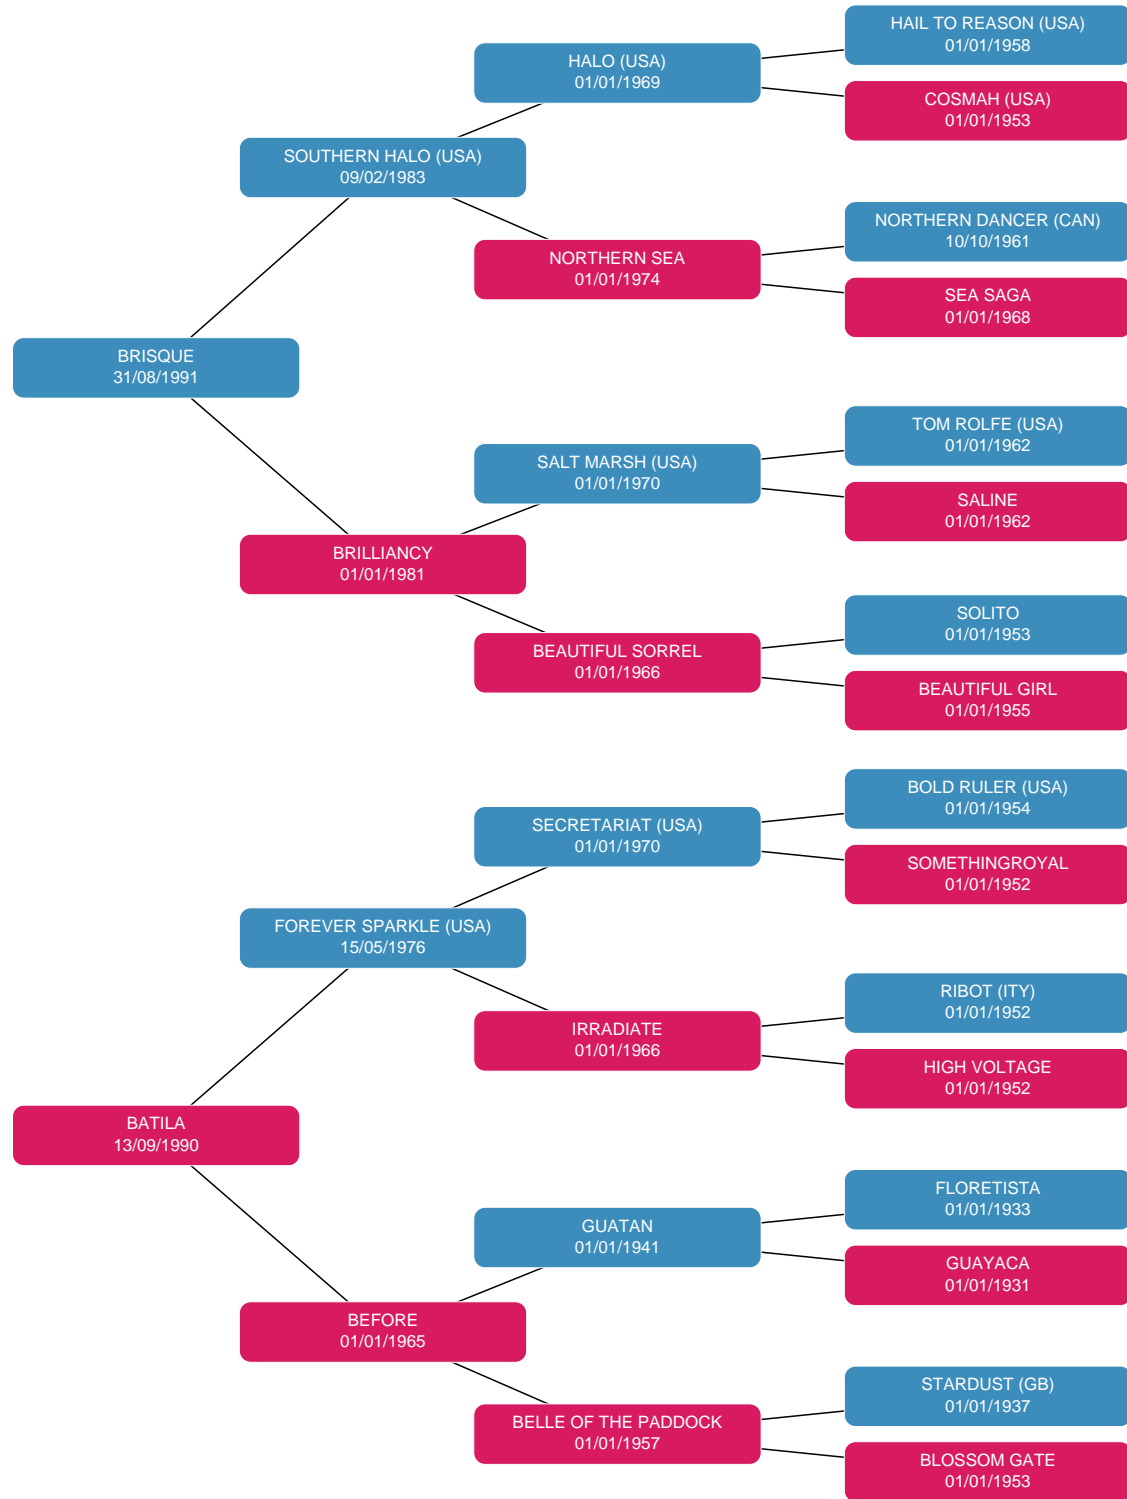 HAIL TO REASON (USA)
01/01/1958
HALO (USA)
01/01/1969
COSMAH (USA)
01/01/1953
SOUTHERN HALO (USA)
09/02/1983
NORTHERN DANCER (CAN)
10/10/1961
NORTHERN SEA
01/01/1974
SEA SAGA
01/01/1968
BRISQUE
31/08/1991
TOM ROLFE (USA)
01/01/1962
SALT MARSH (USA)
01/01/1970
SALINE
01/01/1962
BRILLIANCY
01/01/1981
SOLITO
01/01/1953
BEAUTIFUL SORREL
01/01/1966
BEAUTIFUL GIRL
01/01/1955
BOLD RULER (USA)
01/01/1954
SECRETARIAT (USA)
01/01/1970
SOMETHINGROYAL
01/01/1952
FOREVER SPARKLE (USA)
15/05/1976
RIBOT (ITY)
01/01/1952
IRRADIATE
01/01/1966
HIGH VOLTAGE
01/01/1952
BATILA
13/09/1990
FLORETISTA
01/01/1933
GUATAN
01/01/1941
GUAYACA
01/01/1931
BEFORE
01/01/1965
STARDUST (GB)
01/01/1937
BELLE OF THE PADDOCK
01/01/1957
BLOSSOM GATE
01/01/1953